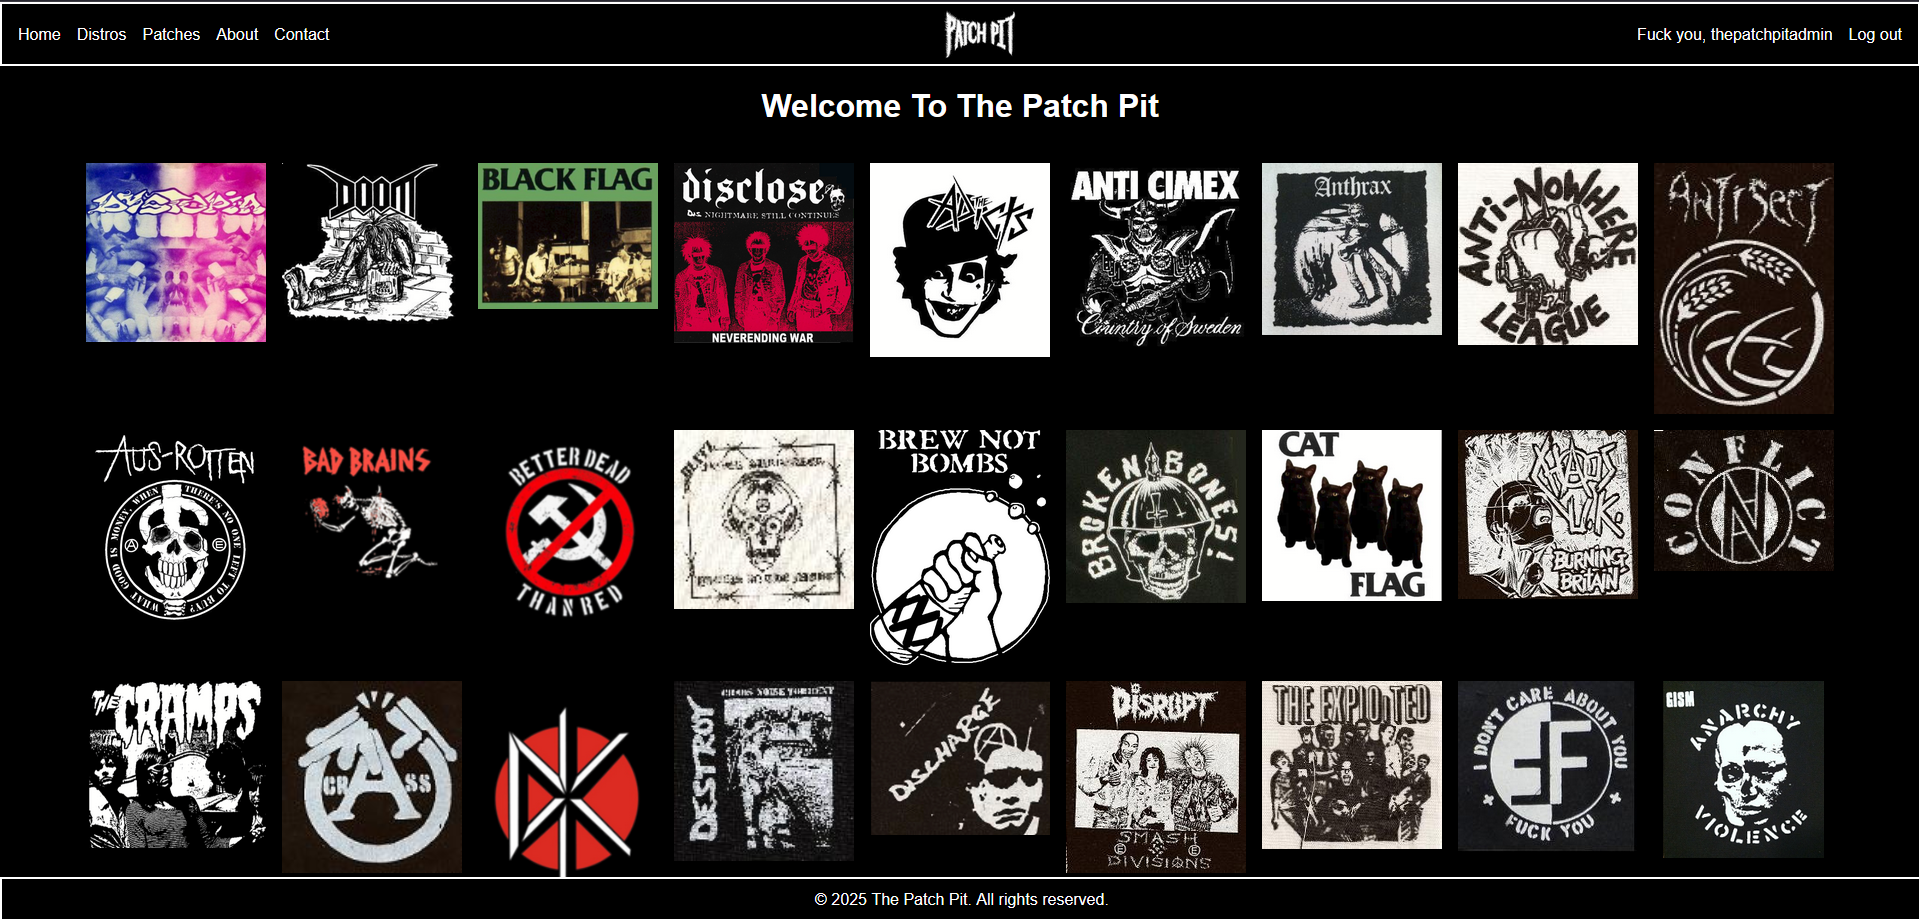 Home Distros Patches About Contact
PATCH PIT
Fuck you, thepatchpitadmin Log out
Welcome To The Patch Pit
DYSTOPIA
DOOM
BLACK FLAG
disclose
Dis NIGHTMARE STILL CONTINUES
NEVERENDING WAR
THE ADICTS
ANTI CIMEX
Country of Sweden
Anthrax
ANTI-NOWHERE
LEAGUE
ANTISECT
AUS-ROTTEN
WHAT GOOD IS MONEY, WHEN THERE'S NO ONE LEFT TO BUY?
A E
BAD BRAINS
BETTER DEAD
THAN RED
BREW NOT
BOMBS
BROKEN BONES!
CAT
FLAG
CHAOS
U.K.
BURNING
BRITAIN
CONFLICT
THE CRAMPS
CRASS
DK
DESTROY
CHAOS NOISE TORMENT
DISCHARGE
DISRUPT
SMASH
DIVISIONS
THE EXPLOITED
I DON'T CARE ABOUT YOU
FUCK YOU
GISM
ANARCHY
VIOLENCE
© 2025 The Patch Pit. All rights reserved.